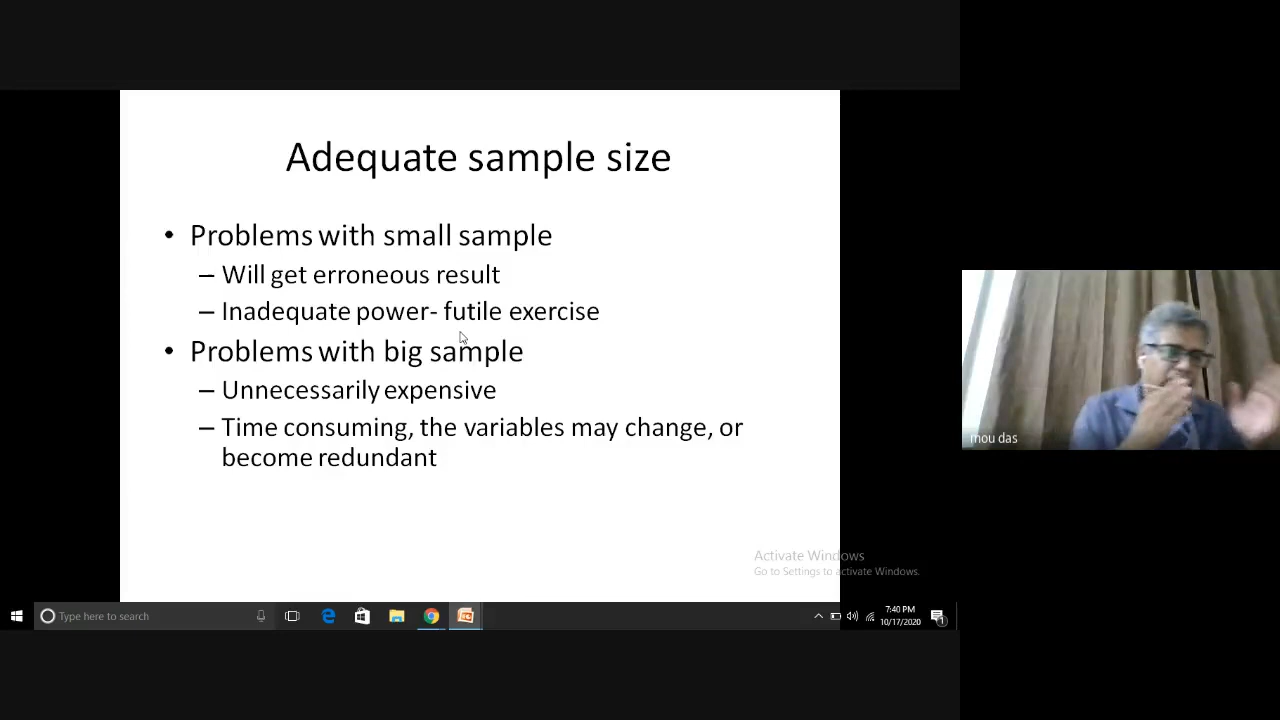 Adequate sample size
• Problems with small sample
– Will get erroneous result
– Inadequate power- futile exercise
• Problems with big sample
– Unnecessarily expensive
– Time consuming, the variables may change, or
become redundant
mou das
Activate Windows
Go to Settings to activate Windows.
Type here to search
7:40 PM
10/17/2020
1